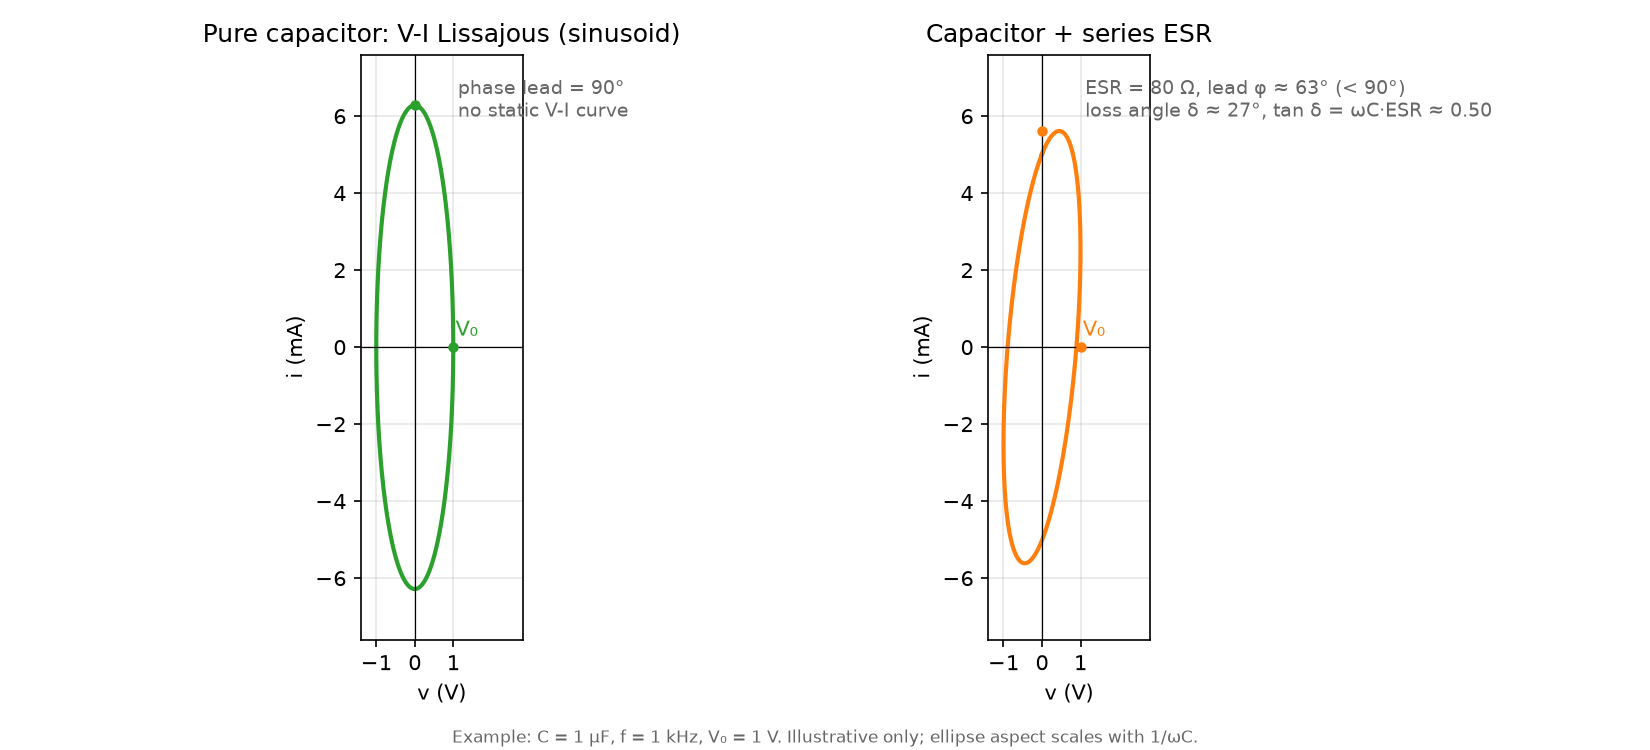 Pure capacitor: V-I Lissajous (sinusoid)
phase lead = 90°
no static V-I curve
6
4
2
0
−2
−4
−6
i (mA)
V₀
−1 0 1
v (V)
Capacitor + series ESR
ESR = 80 Ω, lead φ ≈ 63° (< 90°)
loss angle δ ≈ 27°, tan δ = ωC·ESR ≈ 0.50
6
4
2
0
−2
−4
−6
i (mA)
V₀
−1 0 1
v (V)
Example: C = 1 µF, f = 1 kHz, V₀ = 1 V. Illustrative only; ellipse aspect scales with 1/ωC.